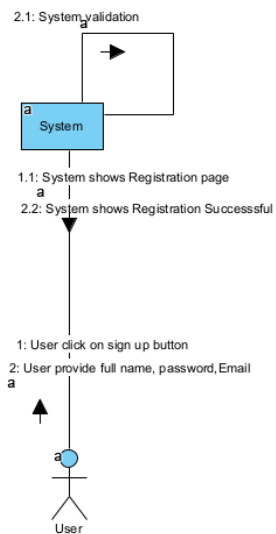 2.1: System validation
a
a
System
1.1: System shows Registration page
a
2.2: System shows Registration Successsful
1: User click on sign up button
2: User provide full name, password,Email
a
a
User